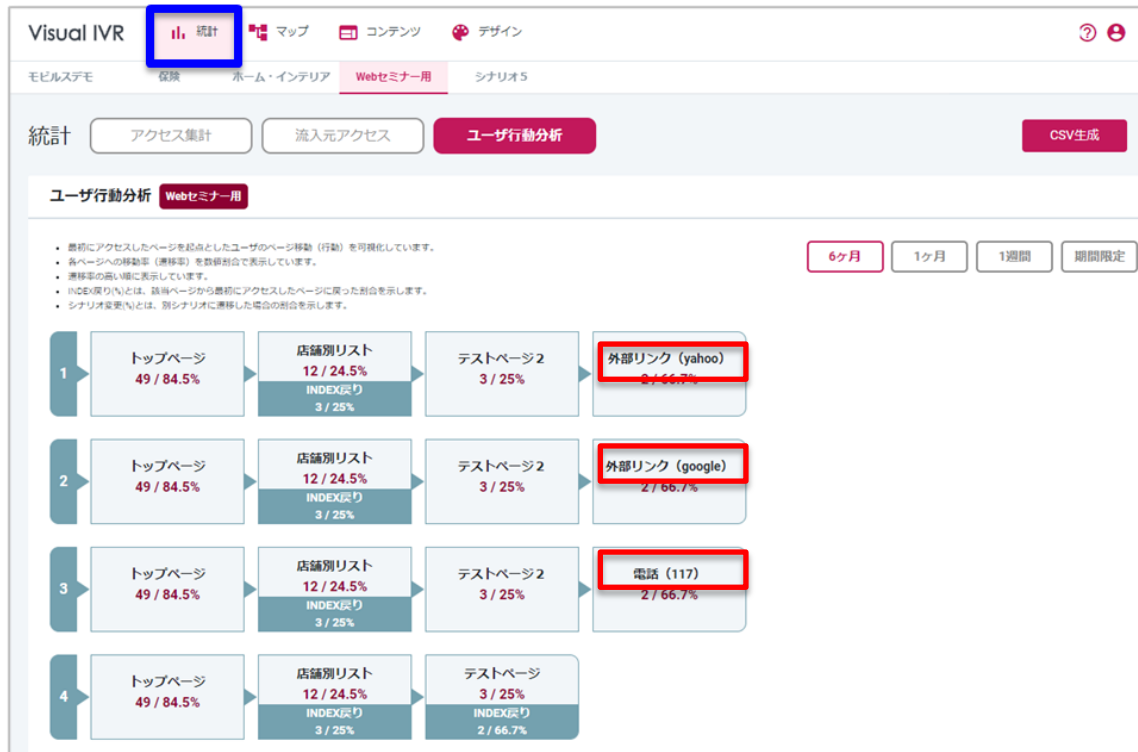 Visual IVR 統計 マップ コンテンツ デザイン
モビルスデモ 保険 ホーム・インテリア Webセミナー用 シナリオ5
統計 アクセス集計 流入元アクセス ユーザ行動分析 CSV生成
ユーザ行動分析 Webセミナー用
• 最初にアクセスしたページを起点としたユーザのページ移動（行動）を可視化しています。
• 各ページへの移動率（遷移率）を数値割合で表示しています。
• 遷移率の高い順に表示しています。
• INDEX戻り(%)とは、該当ページから最初にアクセスしたページに戻った割合を示します。
• シナリオ変更(%)とは、別シナリオに遷移した場合の割合を示します。
6ヶ月 1ヶ月 1週間 期間限定
1
トップページ
49 / 84.5%
店舗別リスト
12 / 24.5%
INDEX戻り
3 / 25%
テストページ2
3 / 25%
外部リンク（yahoo）
2 / 66.7%
2
トップページ
49 / 84.5%
店舗別リスト
12 / 24.5%
INDEX戻り
3 / 25%
テストページ2
3 / 25%
外部リンク（google）
2 / 66.7%
3
トップページ
49 / 84.5%
店舗別リスト
12 / 24.5%
INDEX戻り
3 / 25%
テストページ2
3 / 25%
電話（117）
2 / 66.7%
4
トップページ
49 / 84.5%
店舗別リスト
12 / 24.5%
INDEX戻り
3 / 25%
テストページ
3 / 25%
INDEX戻り
2 / 66.7%